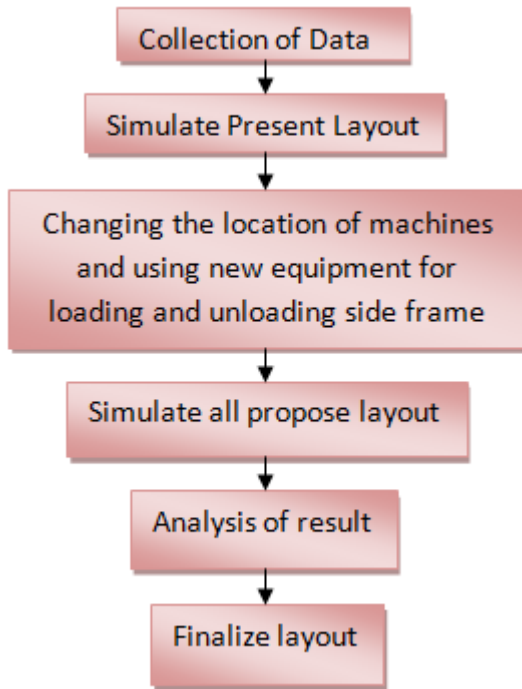 Collection of Data
Simulate Present Layout
Changing the location of machines
and using new equipment for
loading and unloading side frame
Simulate all propose layout
Analysis of result
Finalize layout